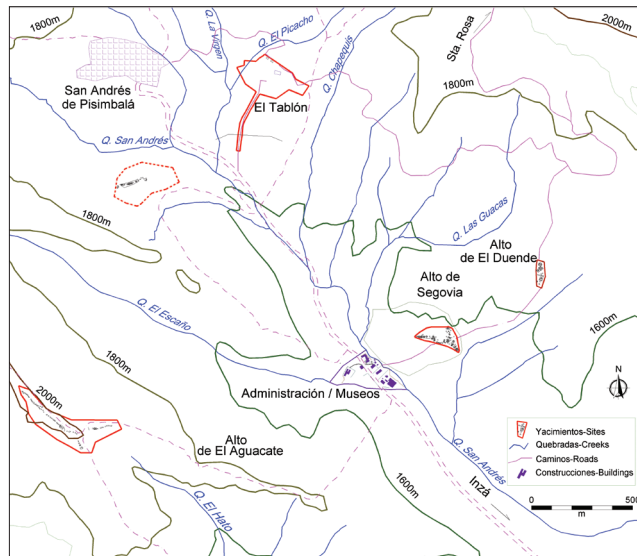 1800m
Q. La Virgen
Q. El Picacho
Q. Chapequis
Sta. Rosa
2000m
San Andrés
de Pisimbalá
El Tablón
1800m
Q. San Andrés
1800m
Q. Las Guacas
Alto
de El Duende
Alto de
Segovia
Q. El Escaño
1600m
1800m
N
Administración / Museos
2000m
Alto
de El Aguacate
Q. San Andrés
1600m
Inzá
Q. El Hato
Yacimientos-Sites
Quebradas-Creeks
Caminos-Roads
Construcciones-Buildings
0 500
m